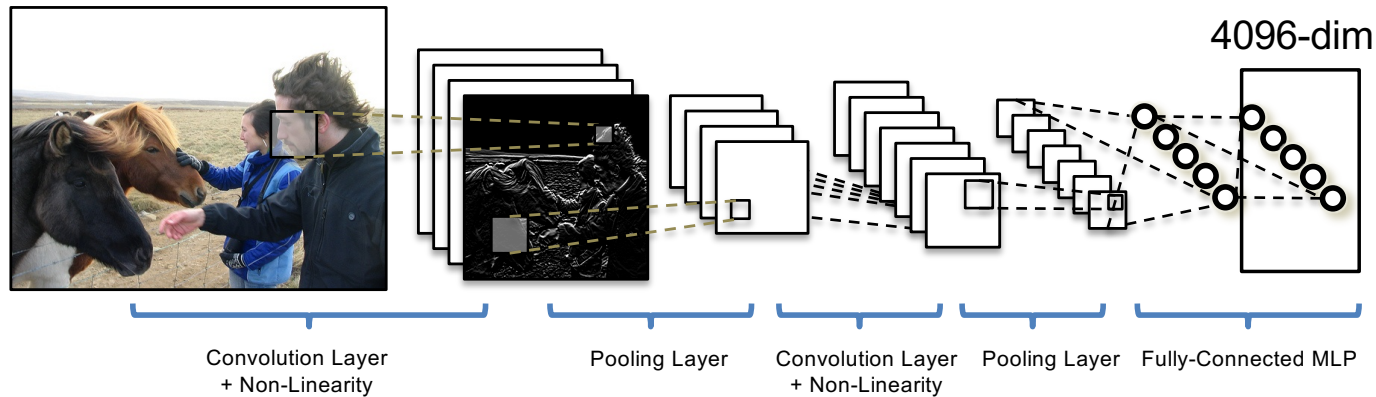 4096-dim
Convolution Layer
+ Non-Linearity
Pooling Layer
Convolution Layer
+ Non-Linearity
Pooling Layer
Fully-Connected MLP